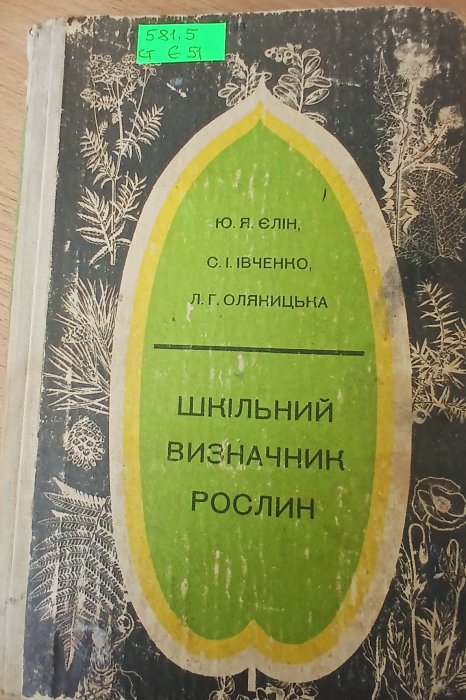 581.5
ст Є 51
Ю. Я. ЄЛІН,
С. І. ІВЧЕНКО,
Л. Г. ОЛЯНИЦЬКА
ШКІЛЬНИЙ
ВИЗНАЧНИК
РОСЛИН